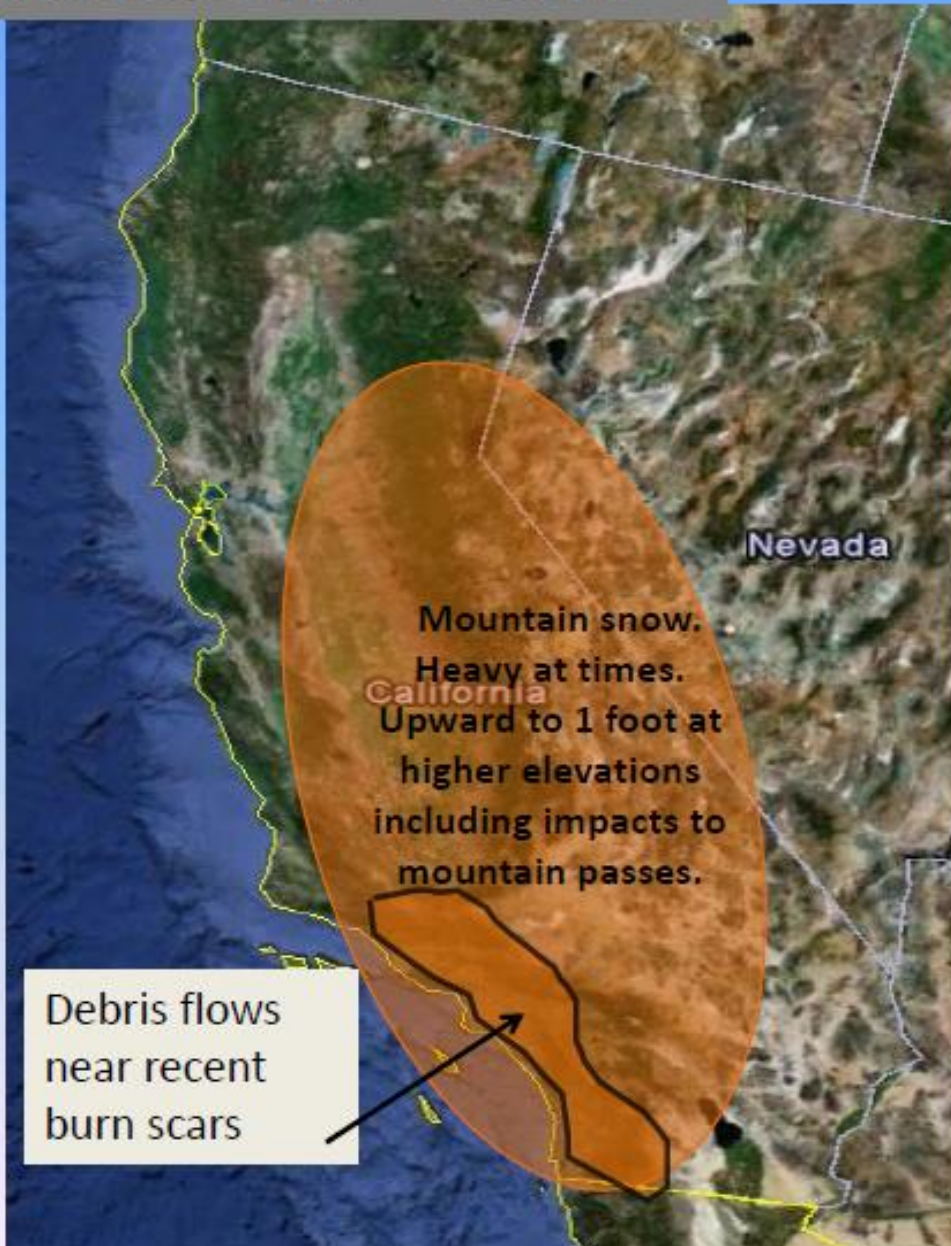 Nevada
Mountain snow.
Heavy at times.
California
Upward to 1 foot at
higher elevations
including impacts to
mountain passes.
Debris flows
near recent
burn scars